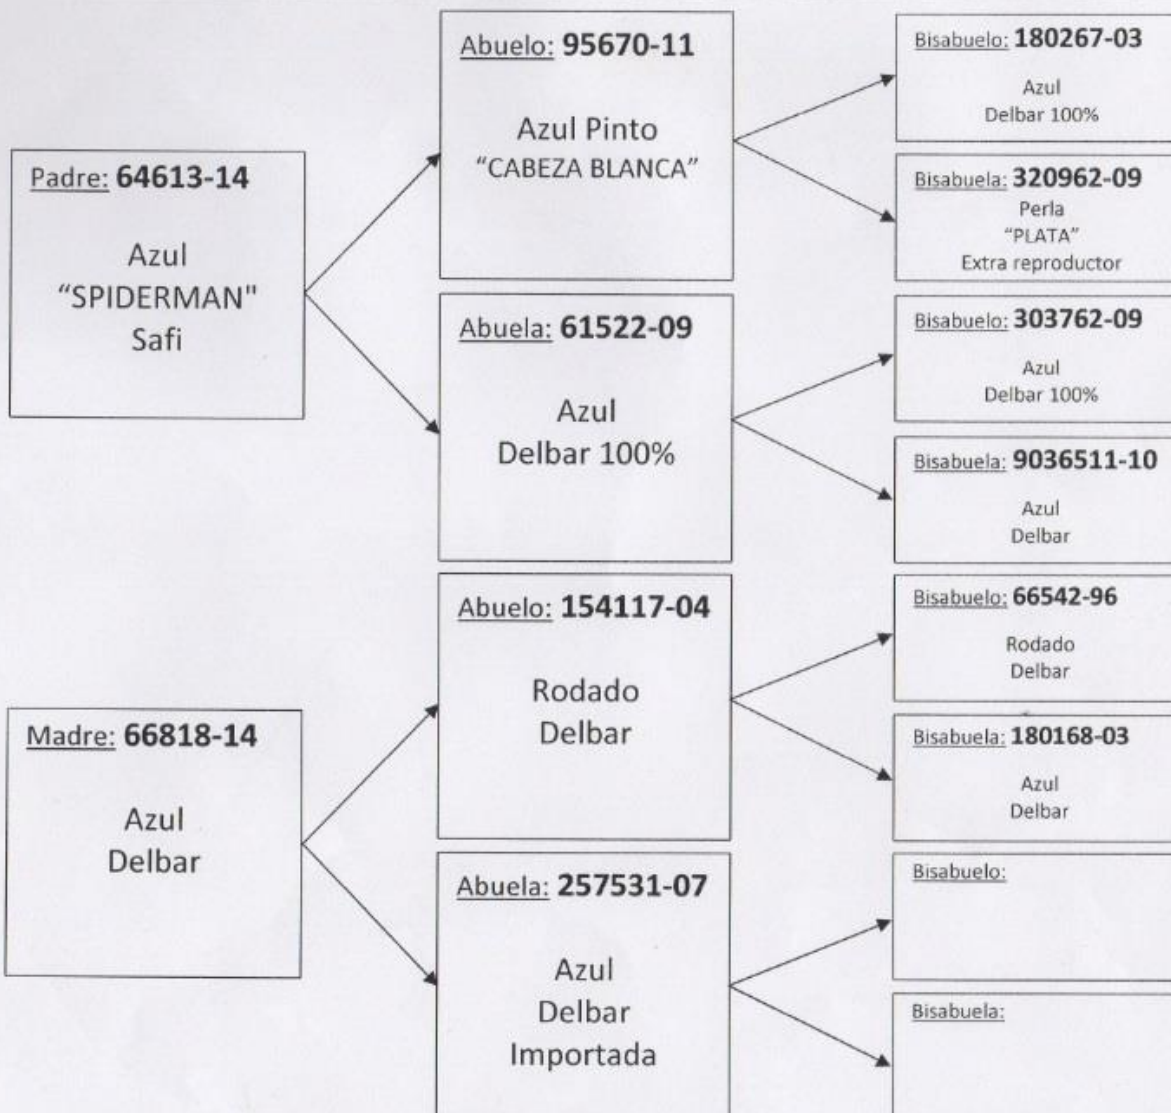 Padre: 64613-14
Azul
“SPIDERMAN"
Safi
Abuelo: 95670-11
Azul Pinto
“CABEZA BLANCA”
Bisabuelo: 180267-03
Azul
Delbar 100%
Bisabuela: 320962-09
Perla
“PLATA”
Extra reproductor
Abuela: 61522-09
Azul
Delbar 100%
Bisabuelo: 303762-09
Azul
Delbar 100%
Bisabuela: 9036511-10
Azul
Delbar
Madre: 66818-14
Azul
Delbar
Abuelo: 154117-04
Rodado
Delbar
Bisabuelo: 66542-96
Rodado
Delbar
Bisabuela: 180168-03
Azul
Delbar
Abuela: 257531-07
Azul
Delbar
Importada
Bisabuelo:
Bisabuela: